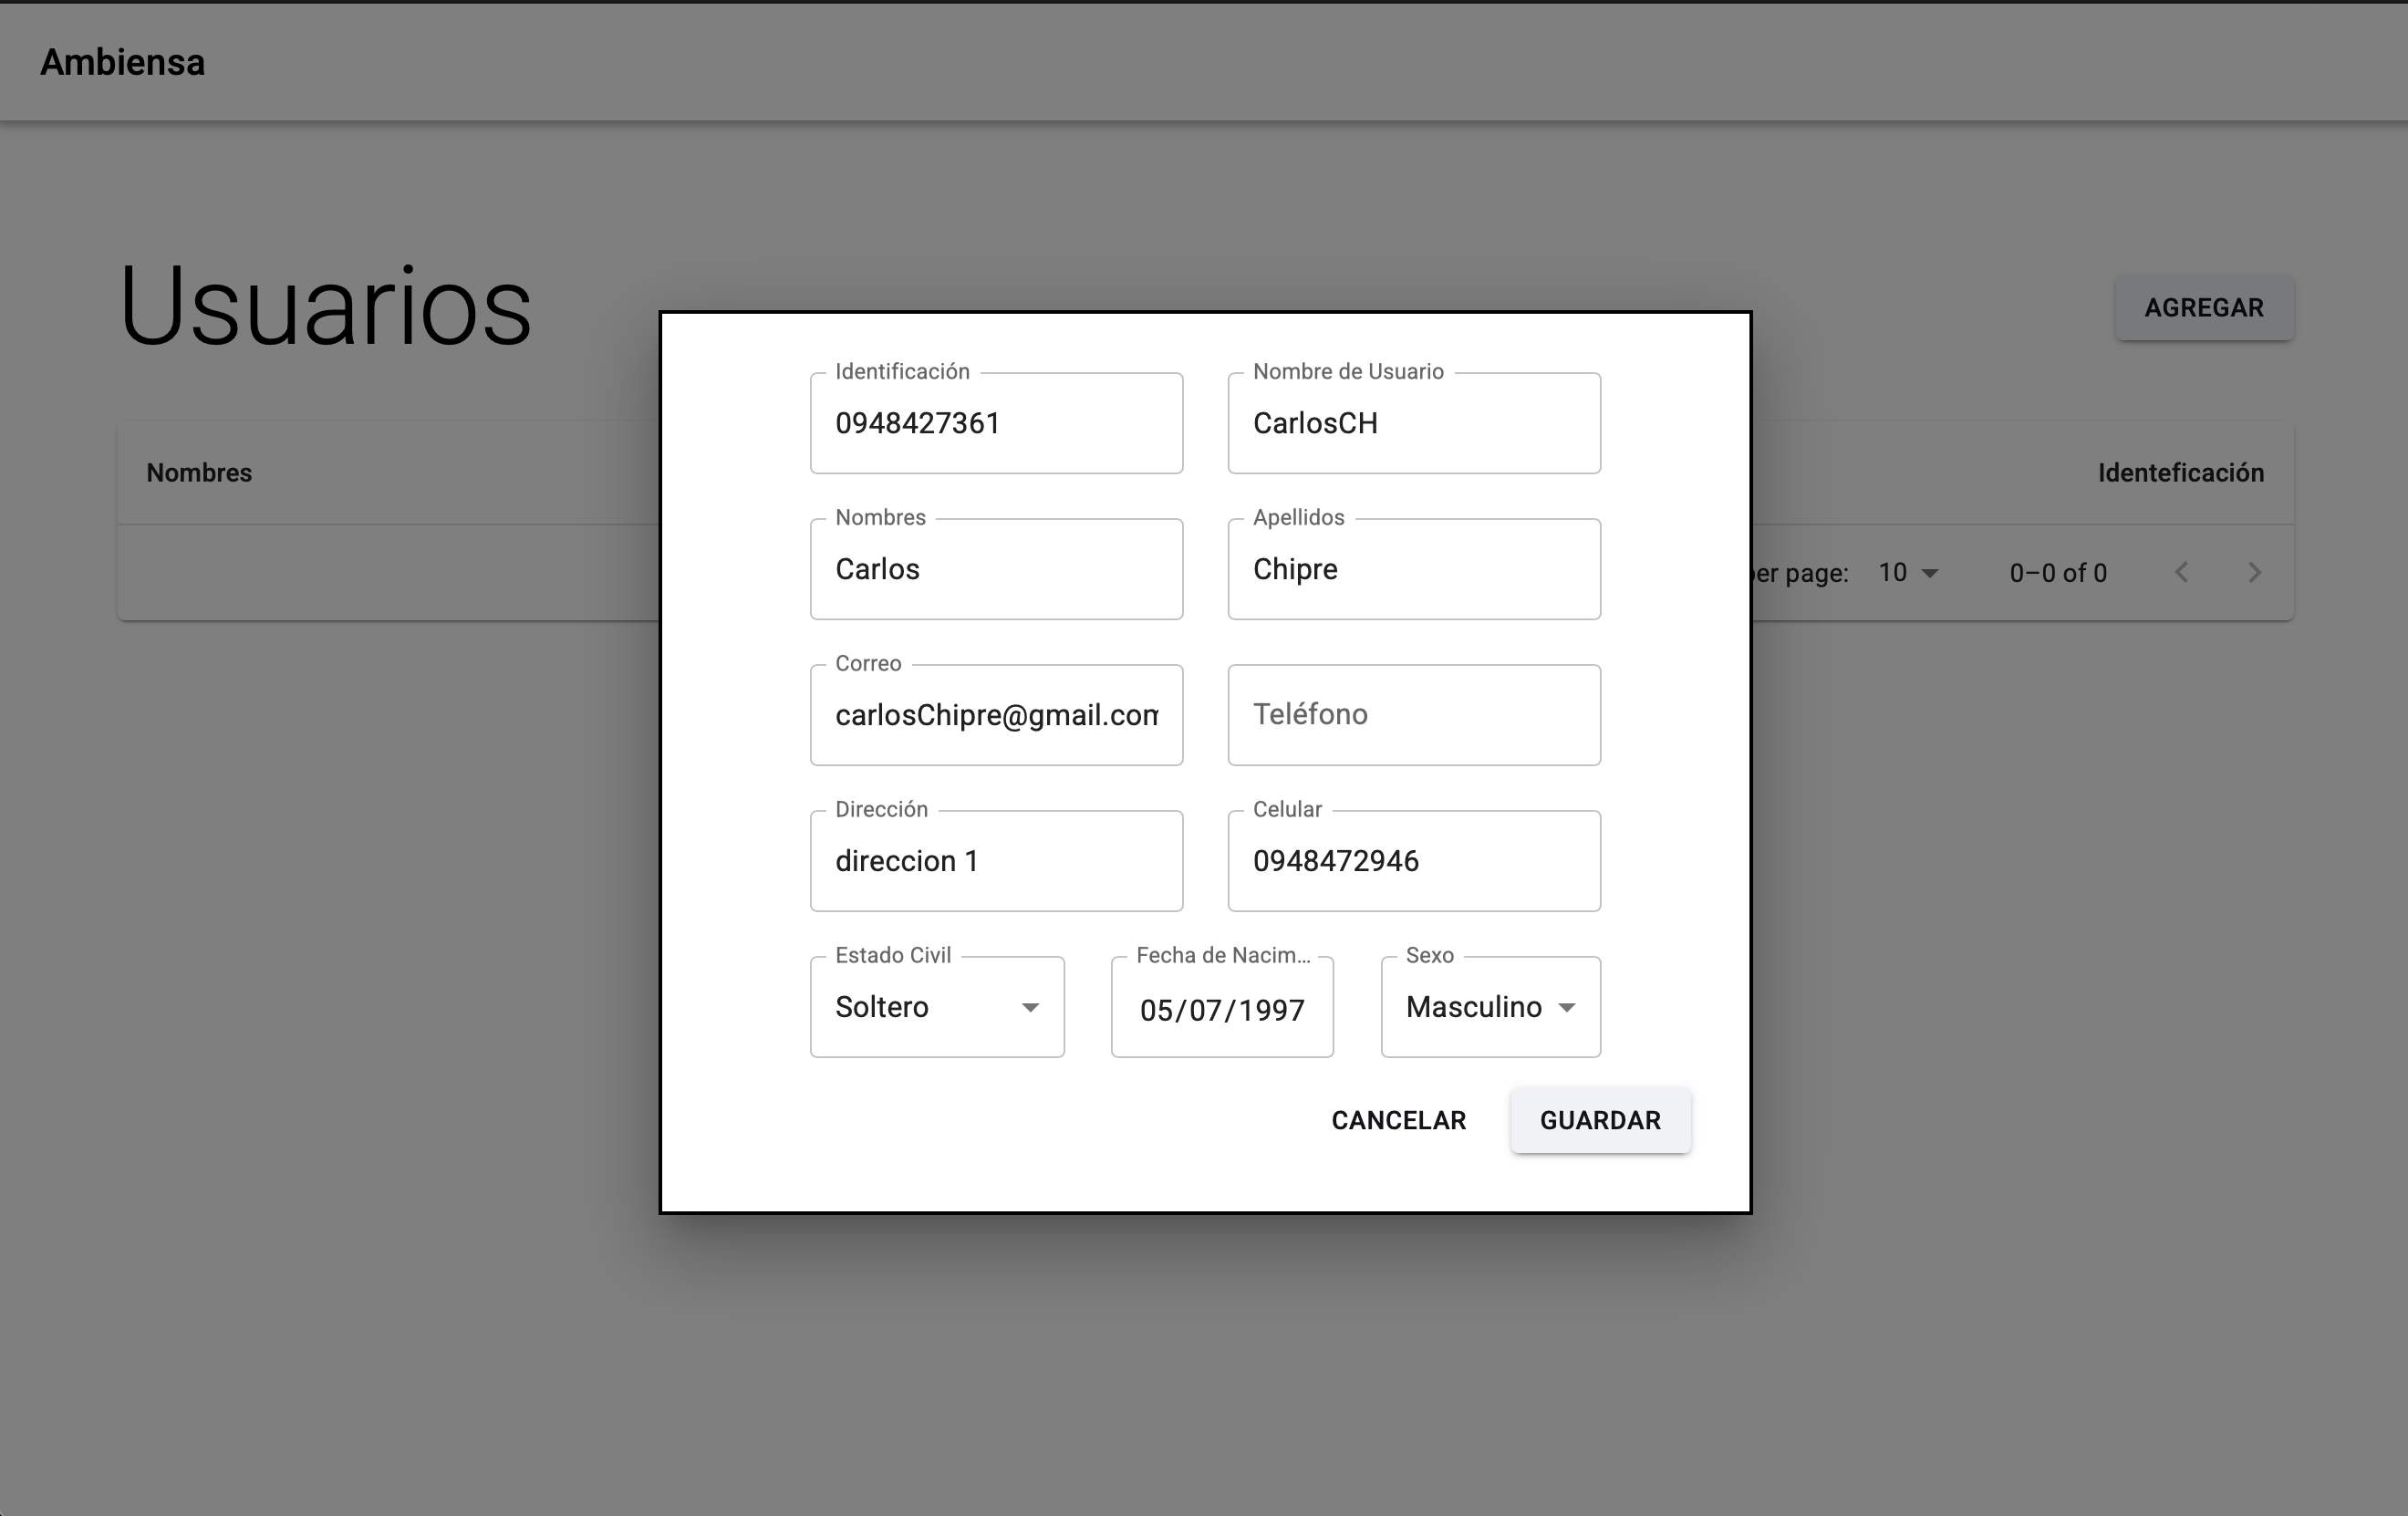 Ambiensa
Usuarios
AGREGAR
Nombres
Identeficación
per page: 10
0–0 of 0
Identificación
0948427361
Nombre de Usuario
CarlosCH
Nombres
Carlos
Apellidos
Chipre
Correo
carlosChipre@gmail.com
Teléfono
Dirección
direccion 1
Celular
0948472946
Estado Civil
Soltero
Fecha de Nacim...
05/07/1997
Sexo
Masculino
CANCELAR
GUARDAR